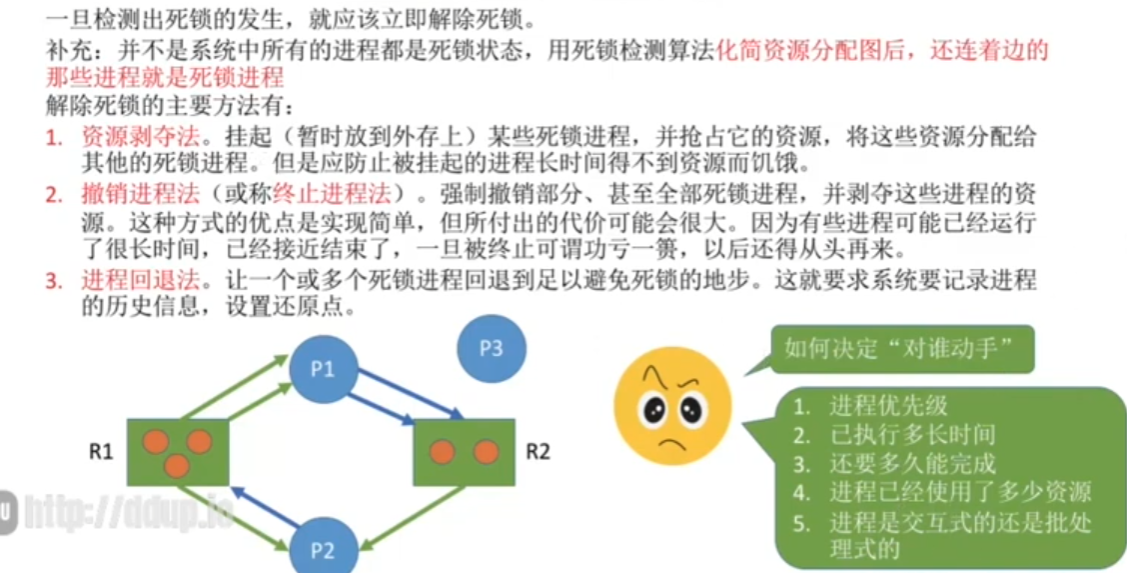 一旦检测出死锁的发生，就应该立即解除死锁。
补充：并不是系统中所有的进程都是死锁状态，用死锁检测算法化简资源分配图后，还连着边的
那些进程就是死锁进程
解除死锁的主要方法有：
1. 资源剥夺法。挂起（暂时放到外存上）某些死锁进程，并抢占它的资源，将这些资源分配给
其他的死锁进程。但是应防止被挂起的进程长时间得不到资源而饥饿。
2. 撤销进程法（或称终止进程法）。强制撤销部分、甚至全部死锁进程，并剥夺这些进程的资
源。这种方式的优点是实现简单，但所付出的代价可能会很大。因为有些进程可能已经运行
了很长时间，已经接近结束了，一旦被终止可谓功亏一篑，以后还得从头再来。
3. 进程回退法。让一个或多个死锁进程回退到足以避免死锁的地步。这就要求系统要记录进程
的历史信息，设置还原点。
P1
P3
R1
R2
P2
http://ddup.io
如何决定“对谁动手”
1. 进程优先级
2. 已执行多长时间
3. 还要多久能完成
4. 进程已经使用了多少资源
5. 进程是交互式的还是批处
理式的